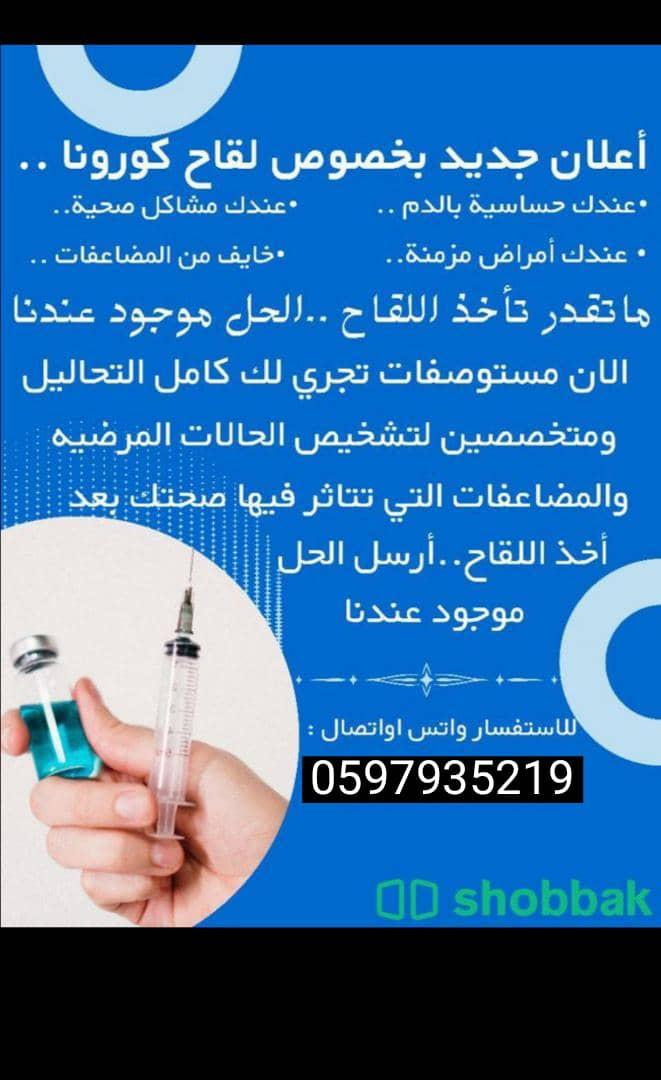 أعلان جديد بخصوص لقاح كورونا ..
•عندك حساسية بالدم .. •عندك مشاكل صحية..
• عندك أمراض مزمنة.. •خايف من المضاعفات ..
ماتقدر تأخذ اللقاح ..الحل موجود عندنا
الان مستوصفات تجري لك كامل التحاليل
ومتخصصين لتشخيص الحالات المرضيه
والمضاعفات التي تتاثر فيها صحتك بعد
أخذ اللقاح..أرسل الحل
موجود عندنا
للاستفسار واتس اواتصال :
0597935219
shobbak